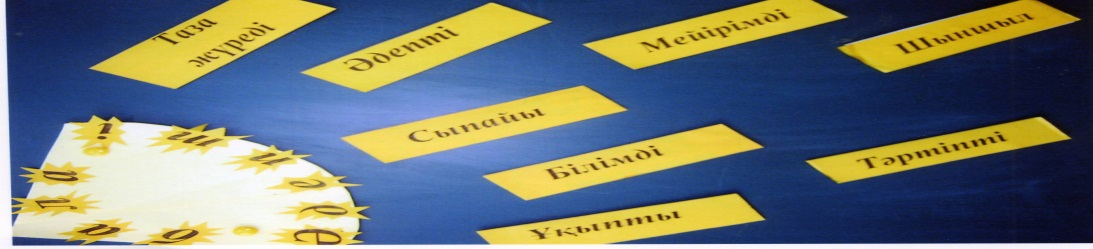 Таза
жүреді
Әдепті
Мейірімді
Шыншыл
Сыпайы
Білімді
Тәртіпті
Ұқыпты